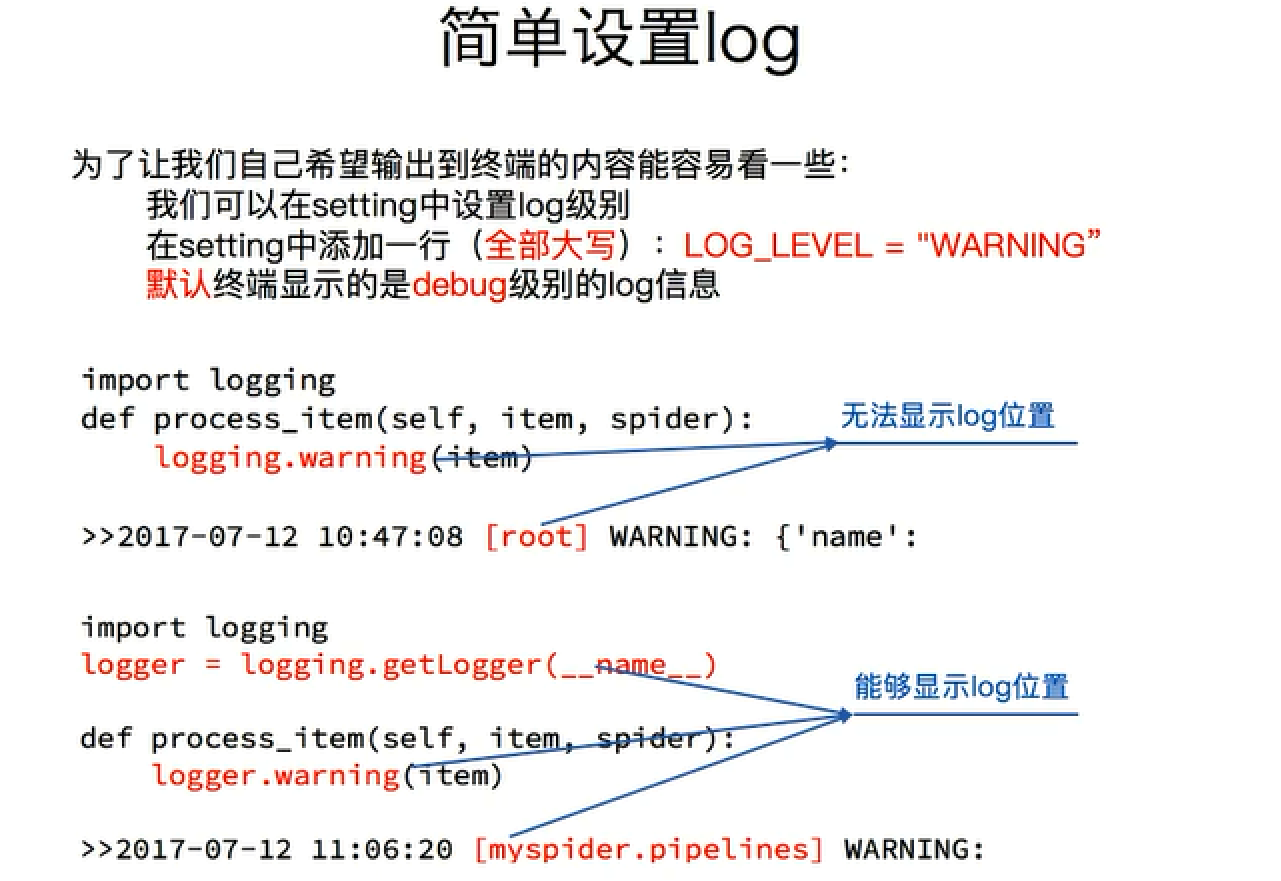 简单设置log
为了让我们自己希望输出到终端的内容能容易看一些:
我们可以在setting中设置log级别
在setting中添加一行（全部大写）：LOG_LEVEL = "WARNING”
默认终端显示的是debug级别的log信息
import logging
def process_item(self, item, spider):
logging.warning(item)
无法显示log位置
>>2017-07-12 10:47:08 [root] WARNING: {'name':
import logging
logger = logging.getLogger(__name__)
能够显示log位置
def process_item(self, item, spider):
logger.warning(item)
>>2017-07-12 11:06:20 [myspider.pipelines] WARNING: